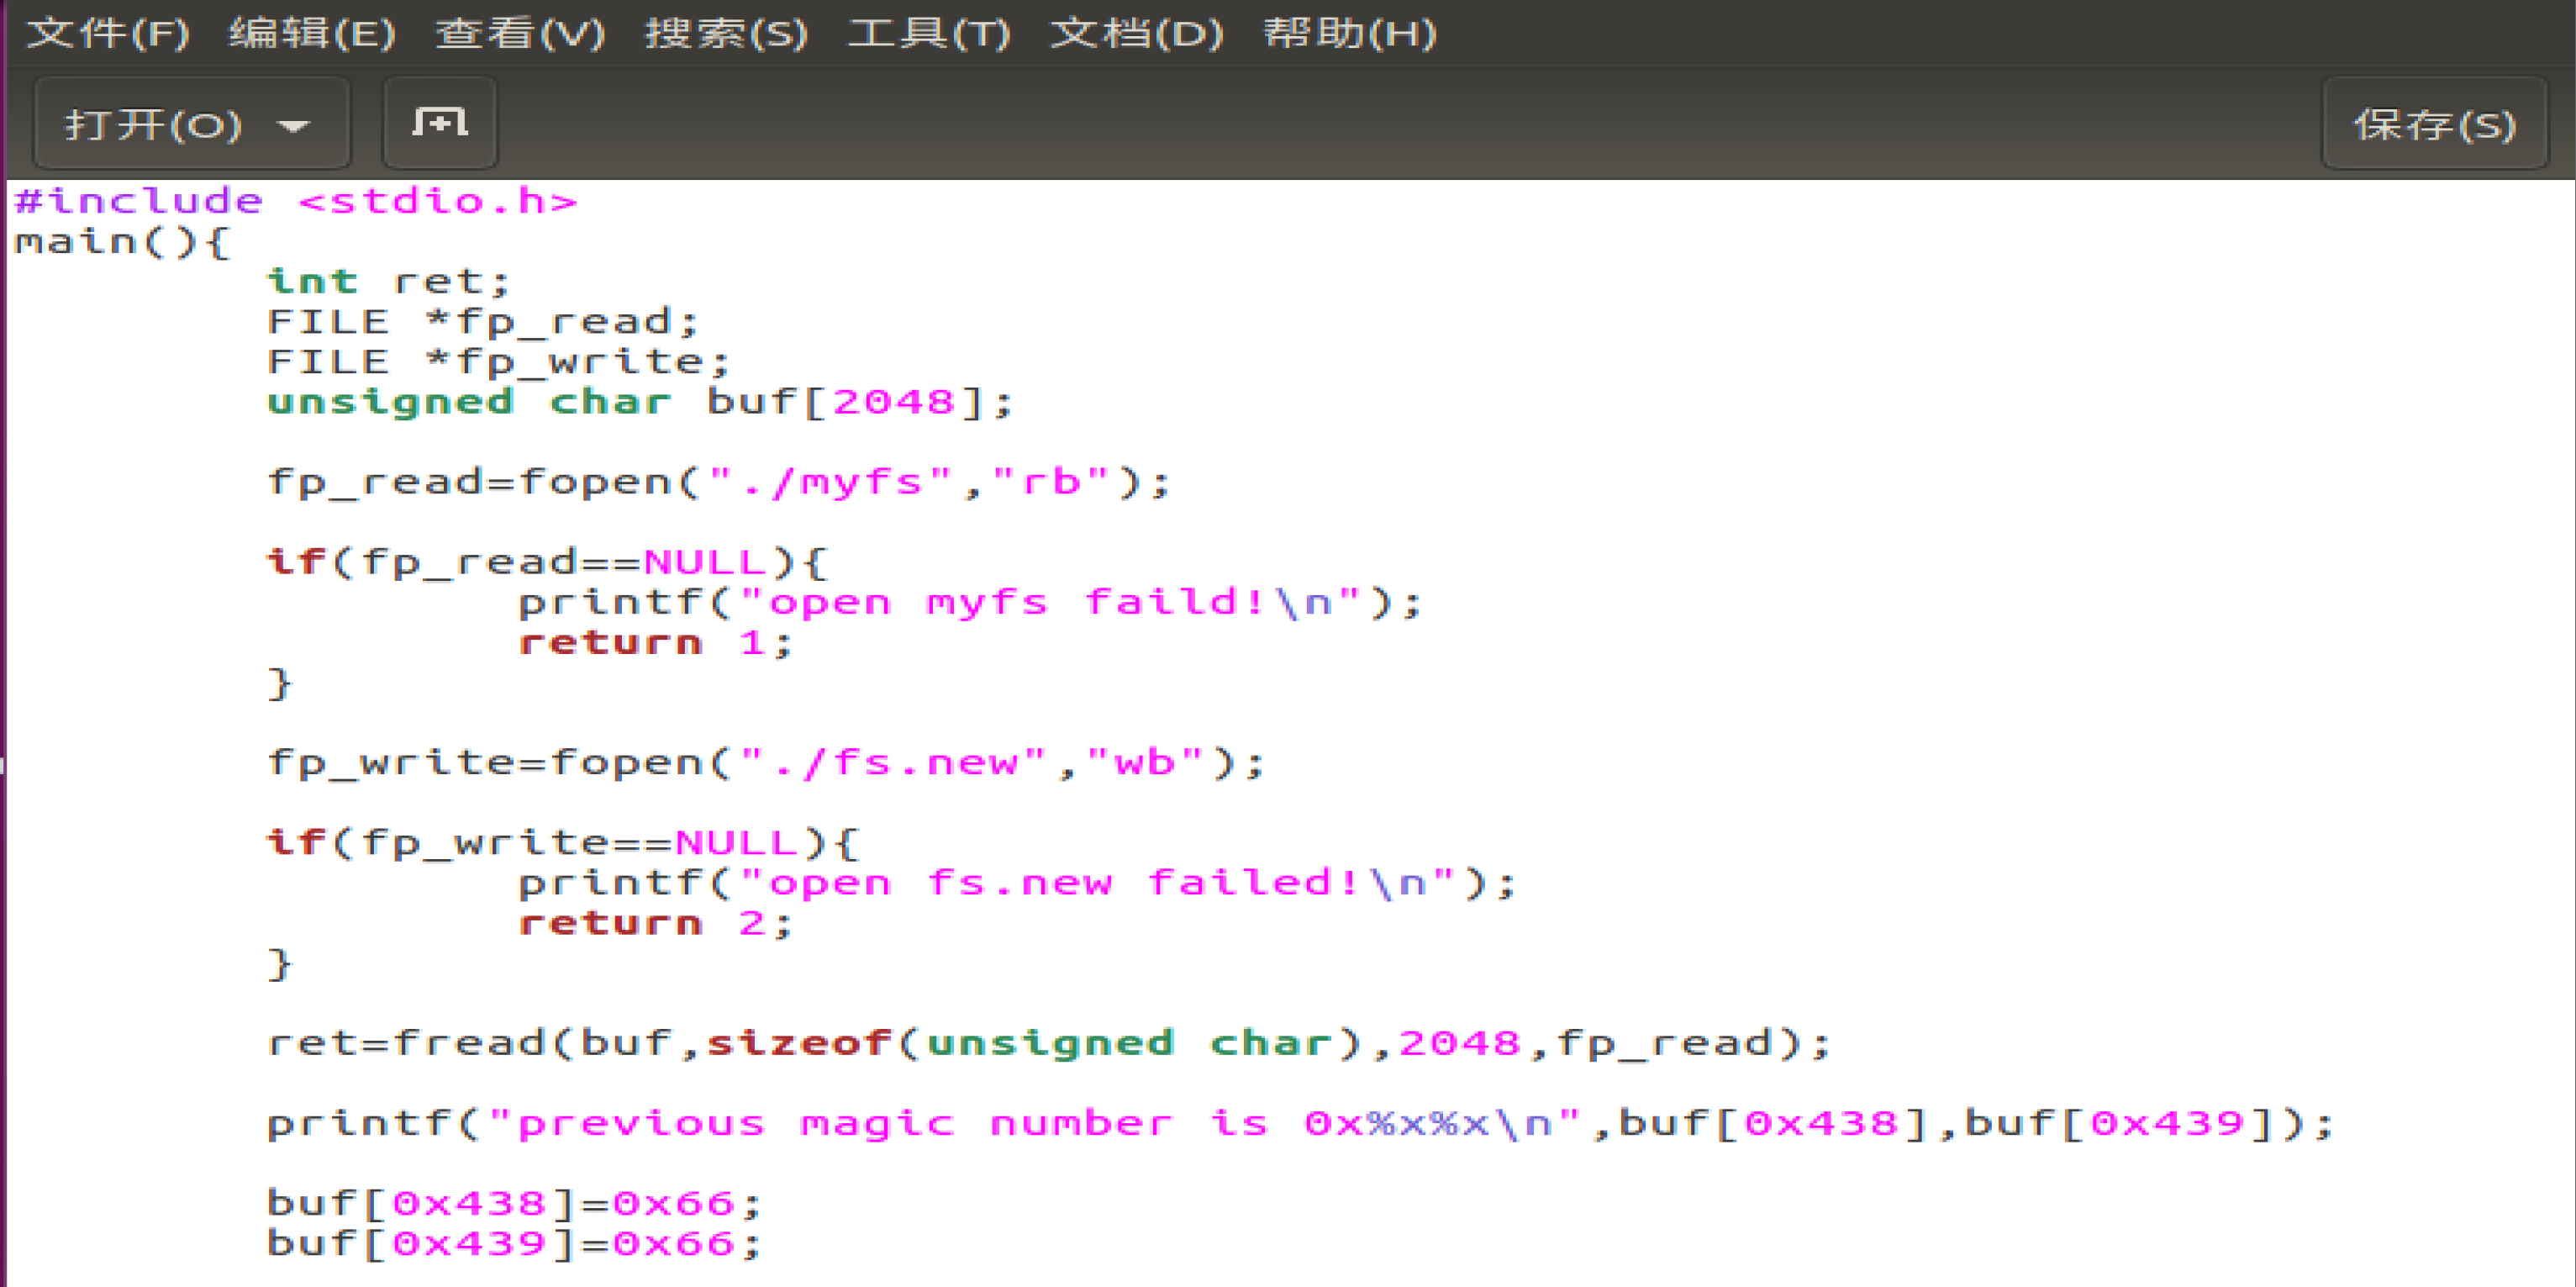 文件(F) 编辑(E) 查看(V) 搜索(S) 工具(T) 文档(D) 帮助(H)
打开(O) 保存(S)
#include <stdio.h>
main(){
        int ret;
        FILE *fp_read;
        FILE *fp_write;
        unsigned char buf[2048];
        fp_read=fopen("./myfs","rb");
        if(fp_read==NULL){
                printf("open myfs faild!\n");
                return 1;
        }
        fp_write=fopen("./fs.new","wb");
        if(fp_write==NULL){
                printf("open fs.new failed!\n");
                return 2;
        }
        ret=fread(buf,sizeof(unsigned char),2048,fp_read);
        printf("previous magic number is 0x%x%x\n",buf[0x438],buf[0x439]);
        buf[0x438]=0x66;
        buf[0x439]=0x66;